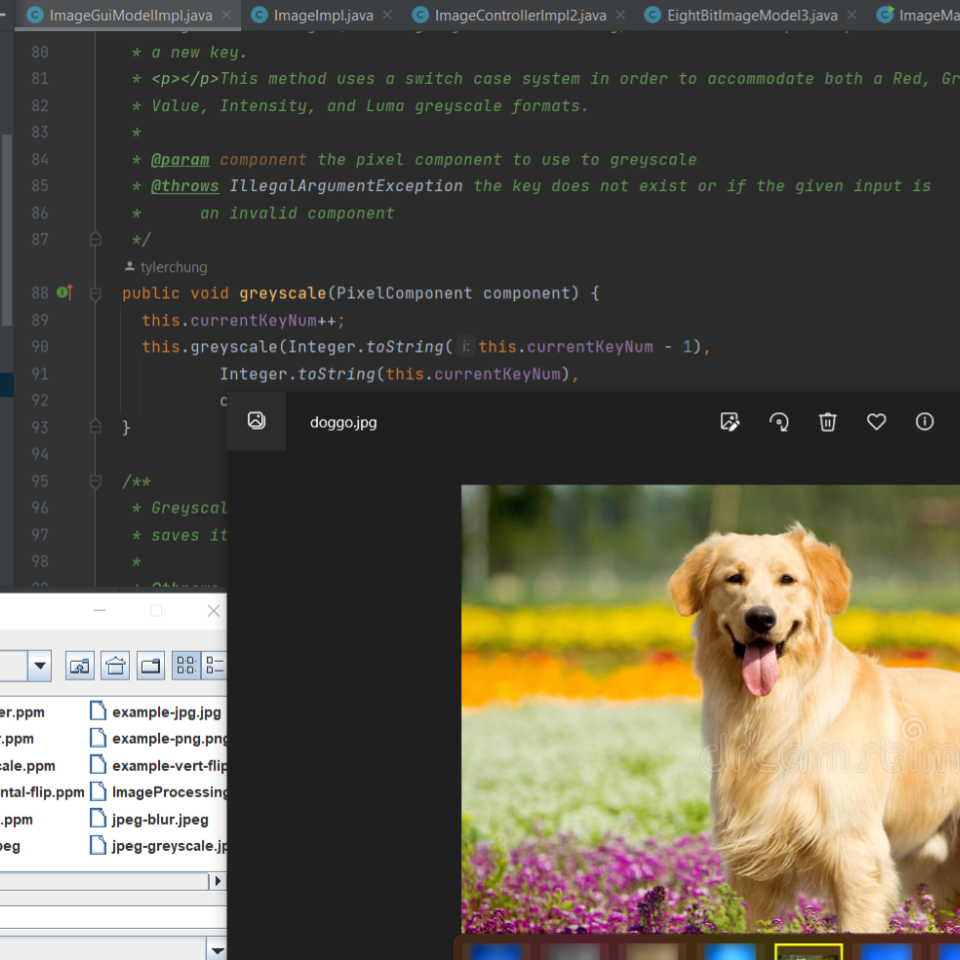 ImageGuiModelImpl.java ImageImpl.java ImageControllerImpl2.java EightBitImageModel3.java ImageMa
80 * a new key.
81 * <p></p>This method uses a switch case system in order to accommodate both a Red, Gr
82 * Value, Intensity, and Luma greyscale formats.
83 *
84 * @param component the pixel component to use to greyscale
85 * @throws IllegalArgumentException the key does not exist or if the given input is
86 * an invalid component
87 */
tylerchung
88 public void greyscale(PixelComponent component) {
89 this.currentKeyNum++;
90 this.greyscale(Integer.toString( i: this.currentKeyNum - 1),
91 Integer.toString(this.currentKeyNum),
92 c
93 }
94
95 /**
96 * Greyscal
97 * saves it
98 *
doggo.jpg
er.ppm example-jpg.jpg
r.ppm example-png.png
cale.ppm example-vert-flip
ntal-flip.ppm ImageProcessing
.ppm jpeg-blur.jpeg
peg jpeg-greyscale.jp
dreamstim